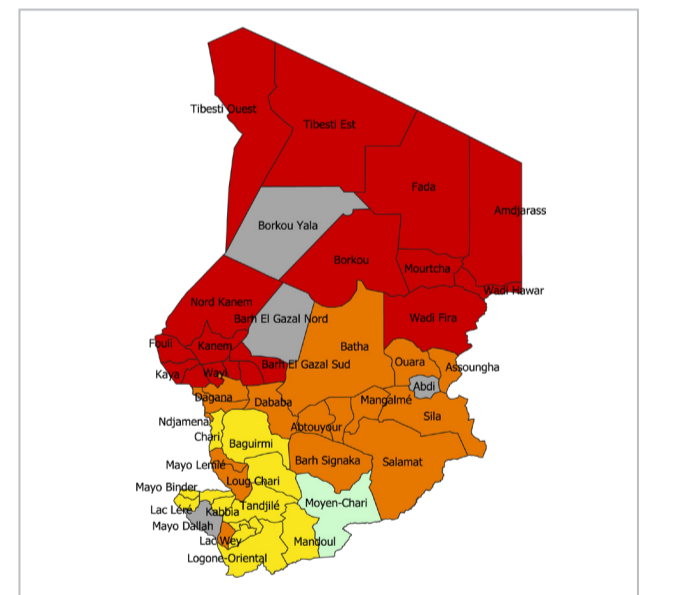 Tibesti Ouest
Tibesti Est
Fada
Amdjarass
Borkou Yala
Borkou
Mourtcha
Wadi Hawar
Nord Kanem
Barh El Gazal Nord
Wadi Fira
Fouli
Kanem
Batha
Ouara
Barh El Gazal Sud
Assoungha
Kaya
Wayi
Abdi
Dagana
Dababa
Mangalmé
Sila
Ndjamena
Abtouyour
Chari
Baguirmi
Mayo Lemié
Barh Signaka
Salamat
Loug Chari
Mayo Binder
Moyen-Chari
Lac Léré
Kabbia
Tandjilé
Mayo Dallah
Lac Wey
Mandoul
Logone-Oriental